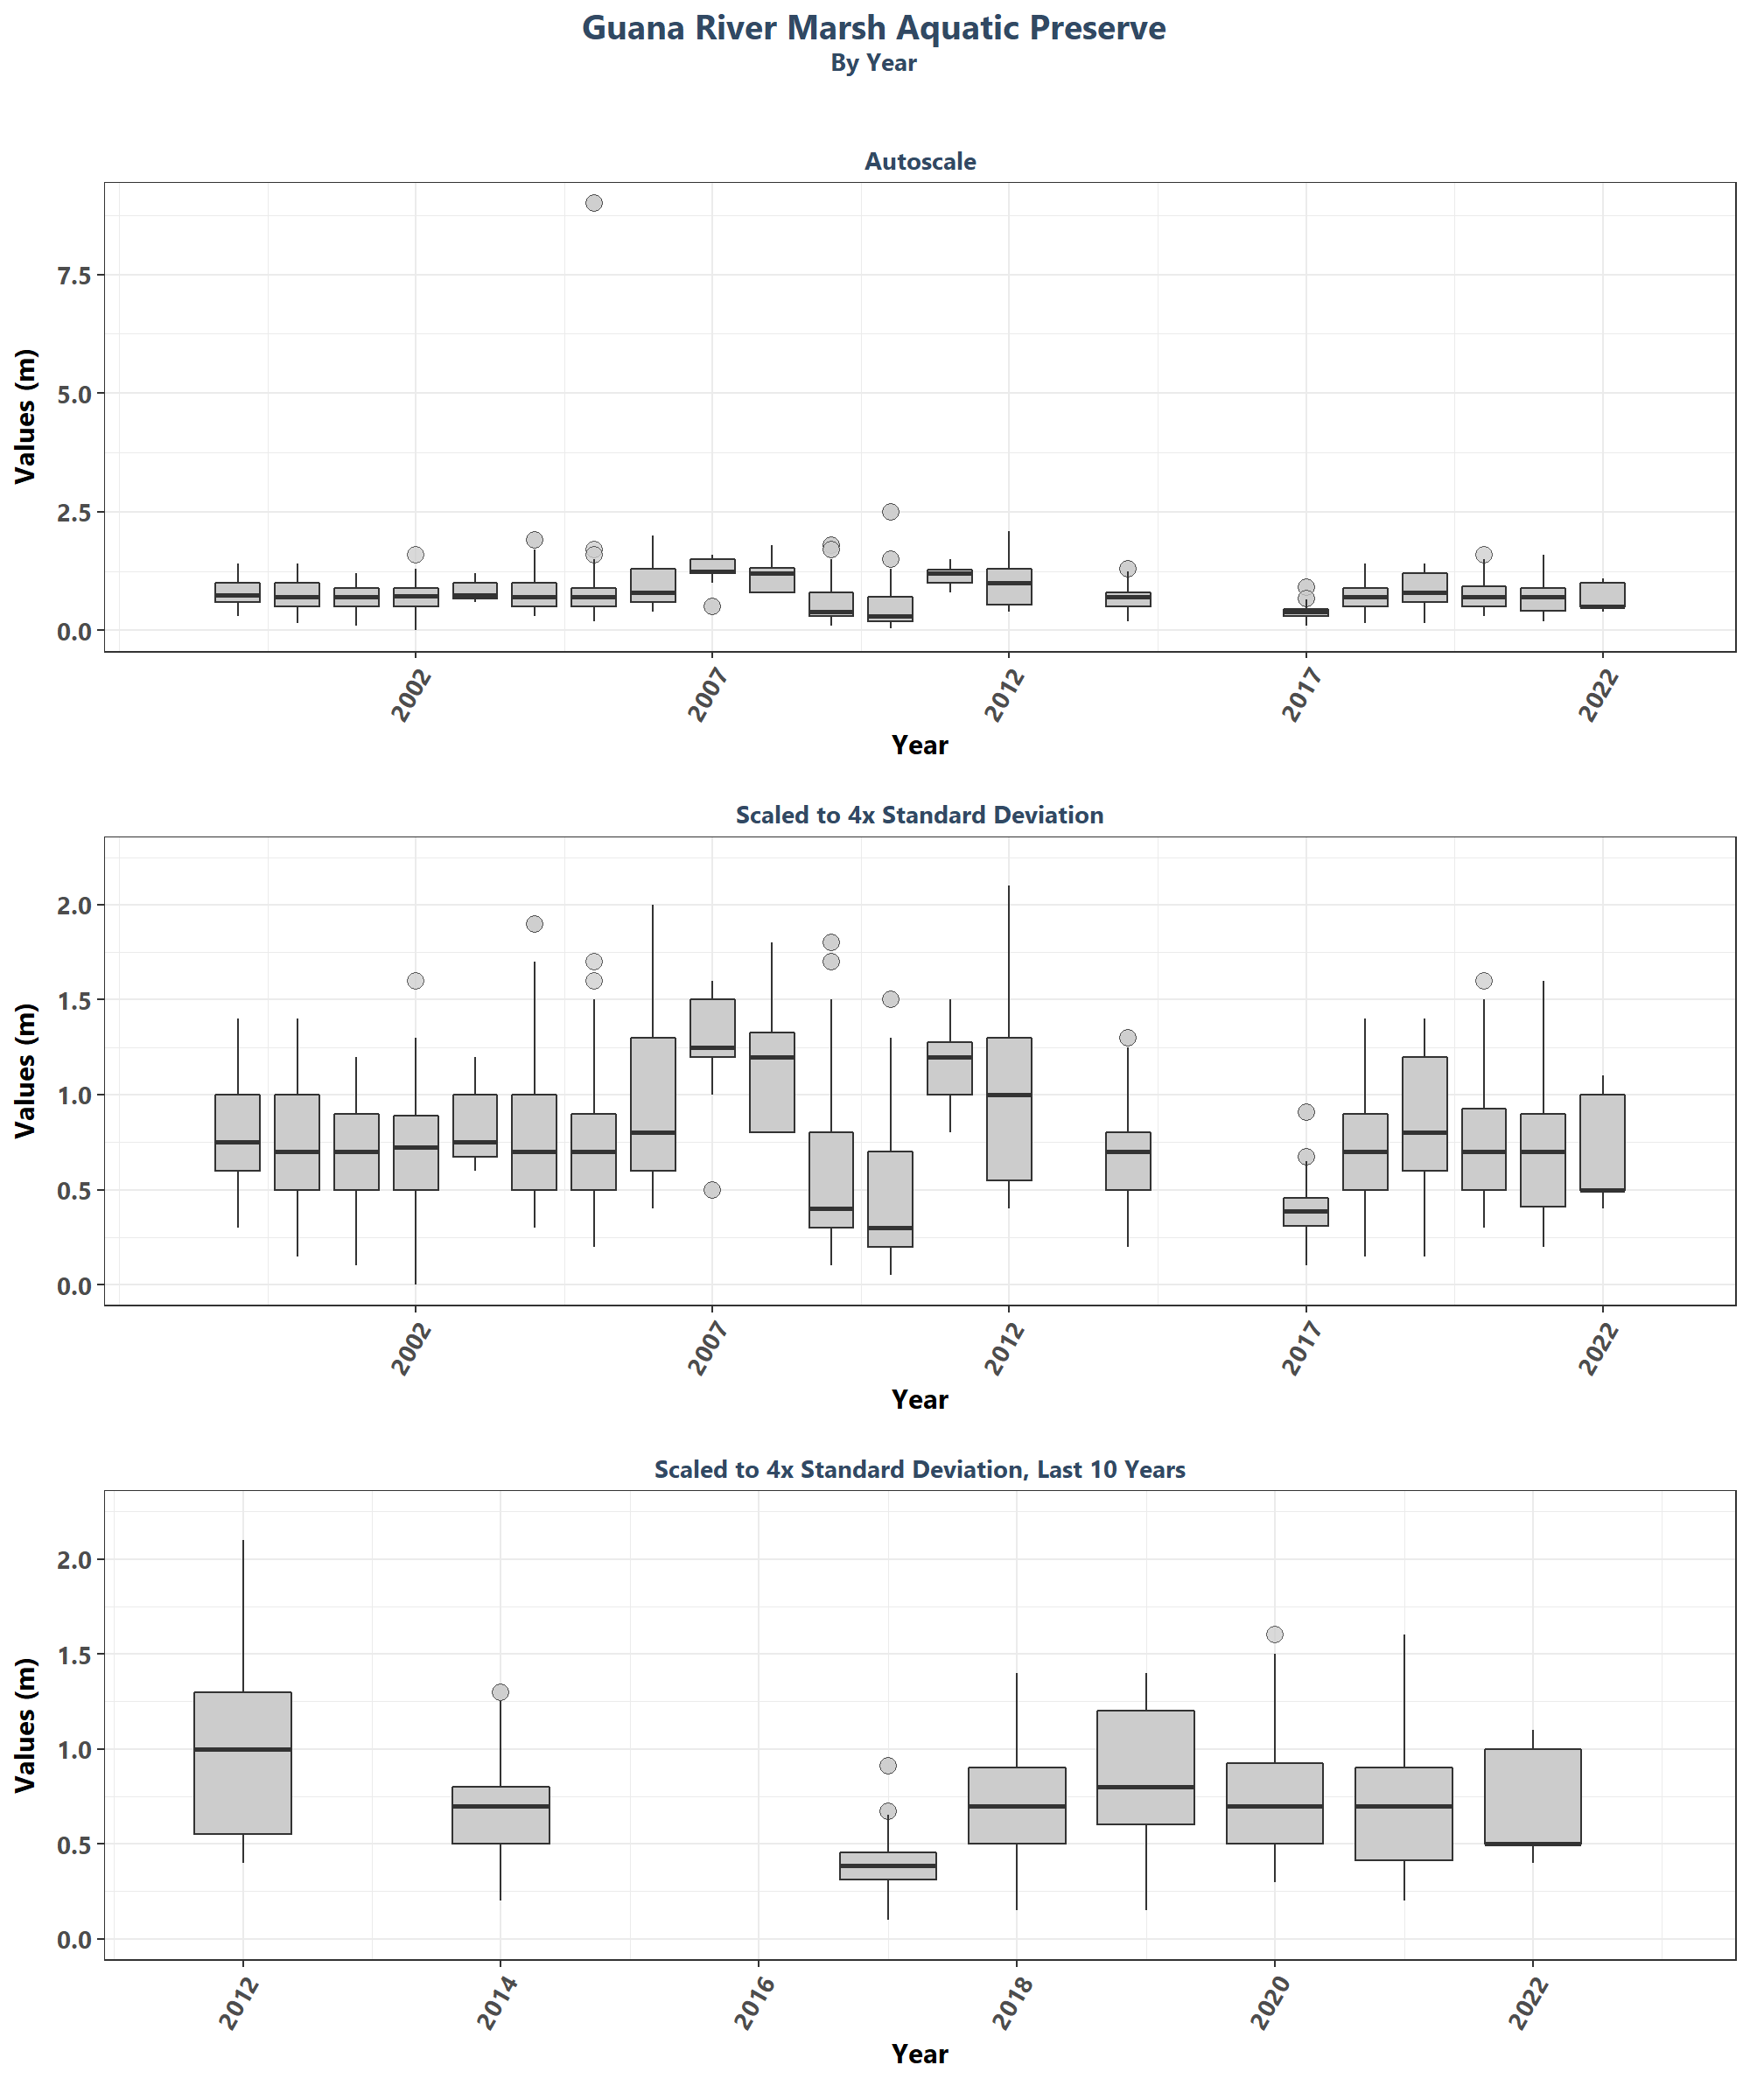 Guana River Marsh Aquatic Preserve
By Year
Autoscale
Values (m)
7.5
5.0
2.5
0.0
2002 2007 2012 2017 2022
Year
Scaled to 4x Standard Deviation
Values (m)
2.0
1.5
1.0
0.5
0.0
2002 2007 2012 2017 2022
Year
Scaled to 4x Standard Deviation, Last 10 Years
Values (m)
2.0
1.5
1.0
0.5
0.0
2012 2014 2016 2018 2020 2022
Year